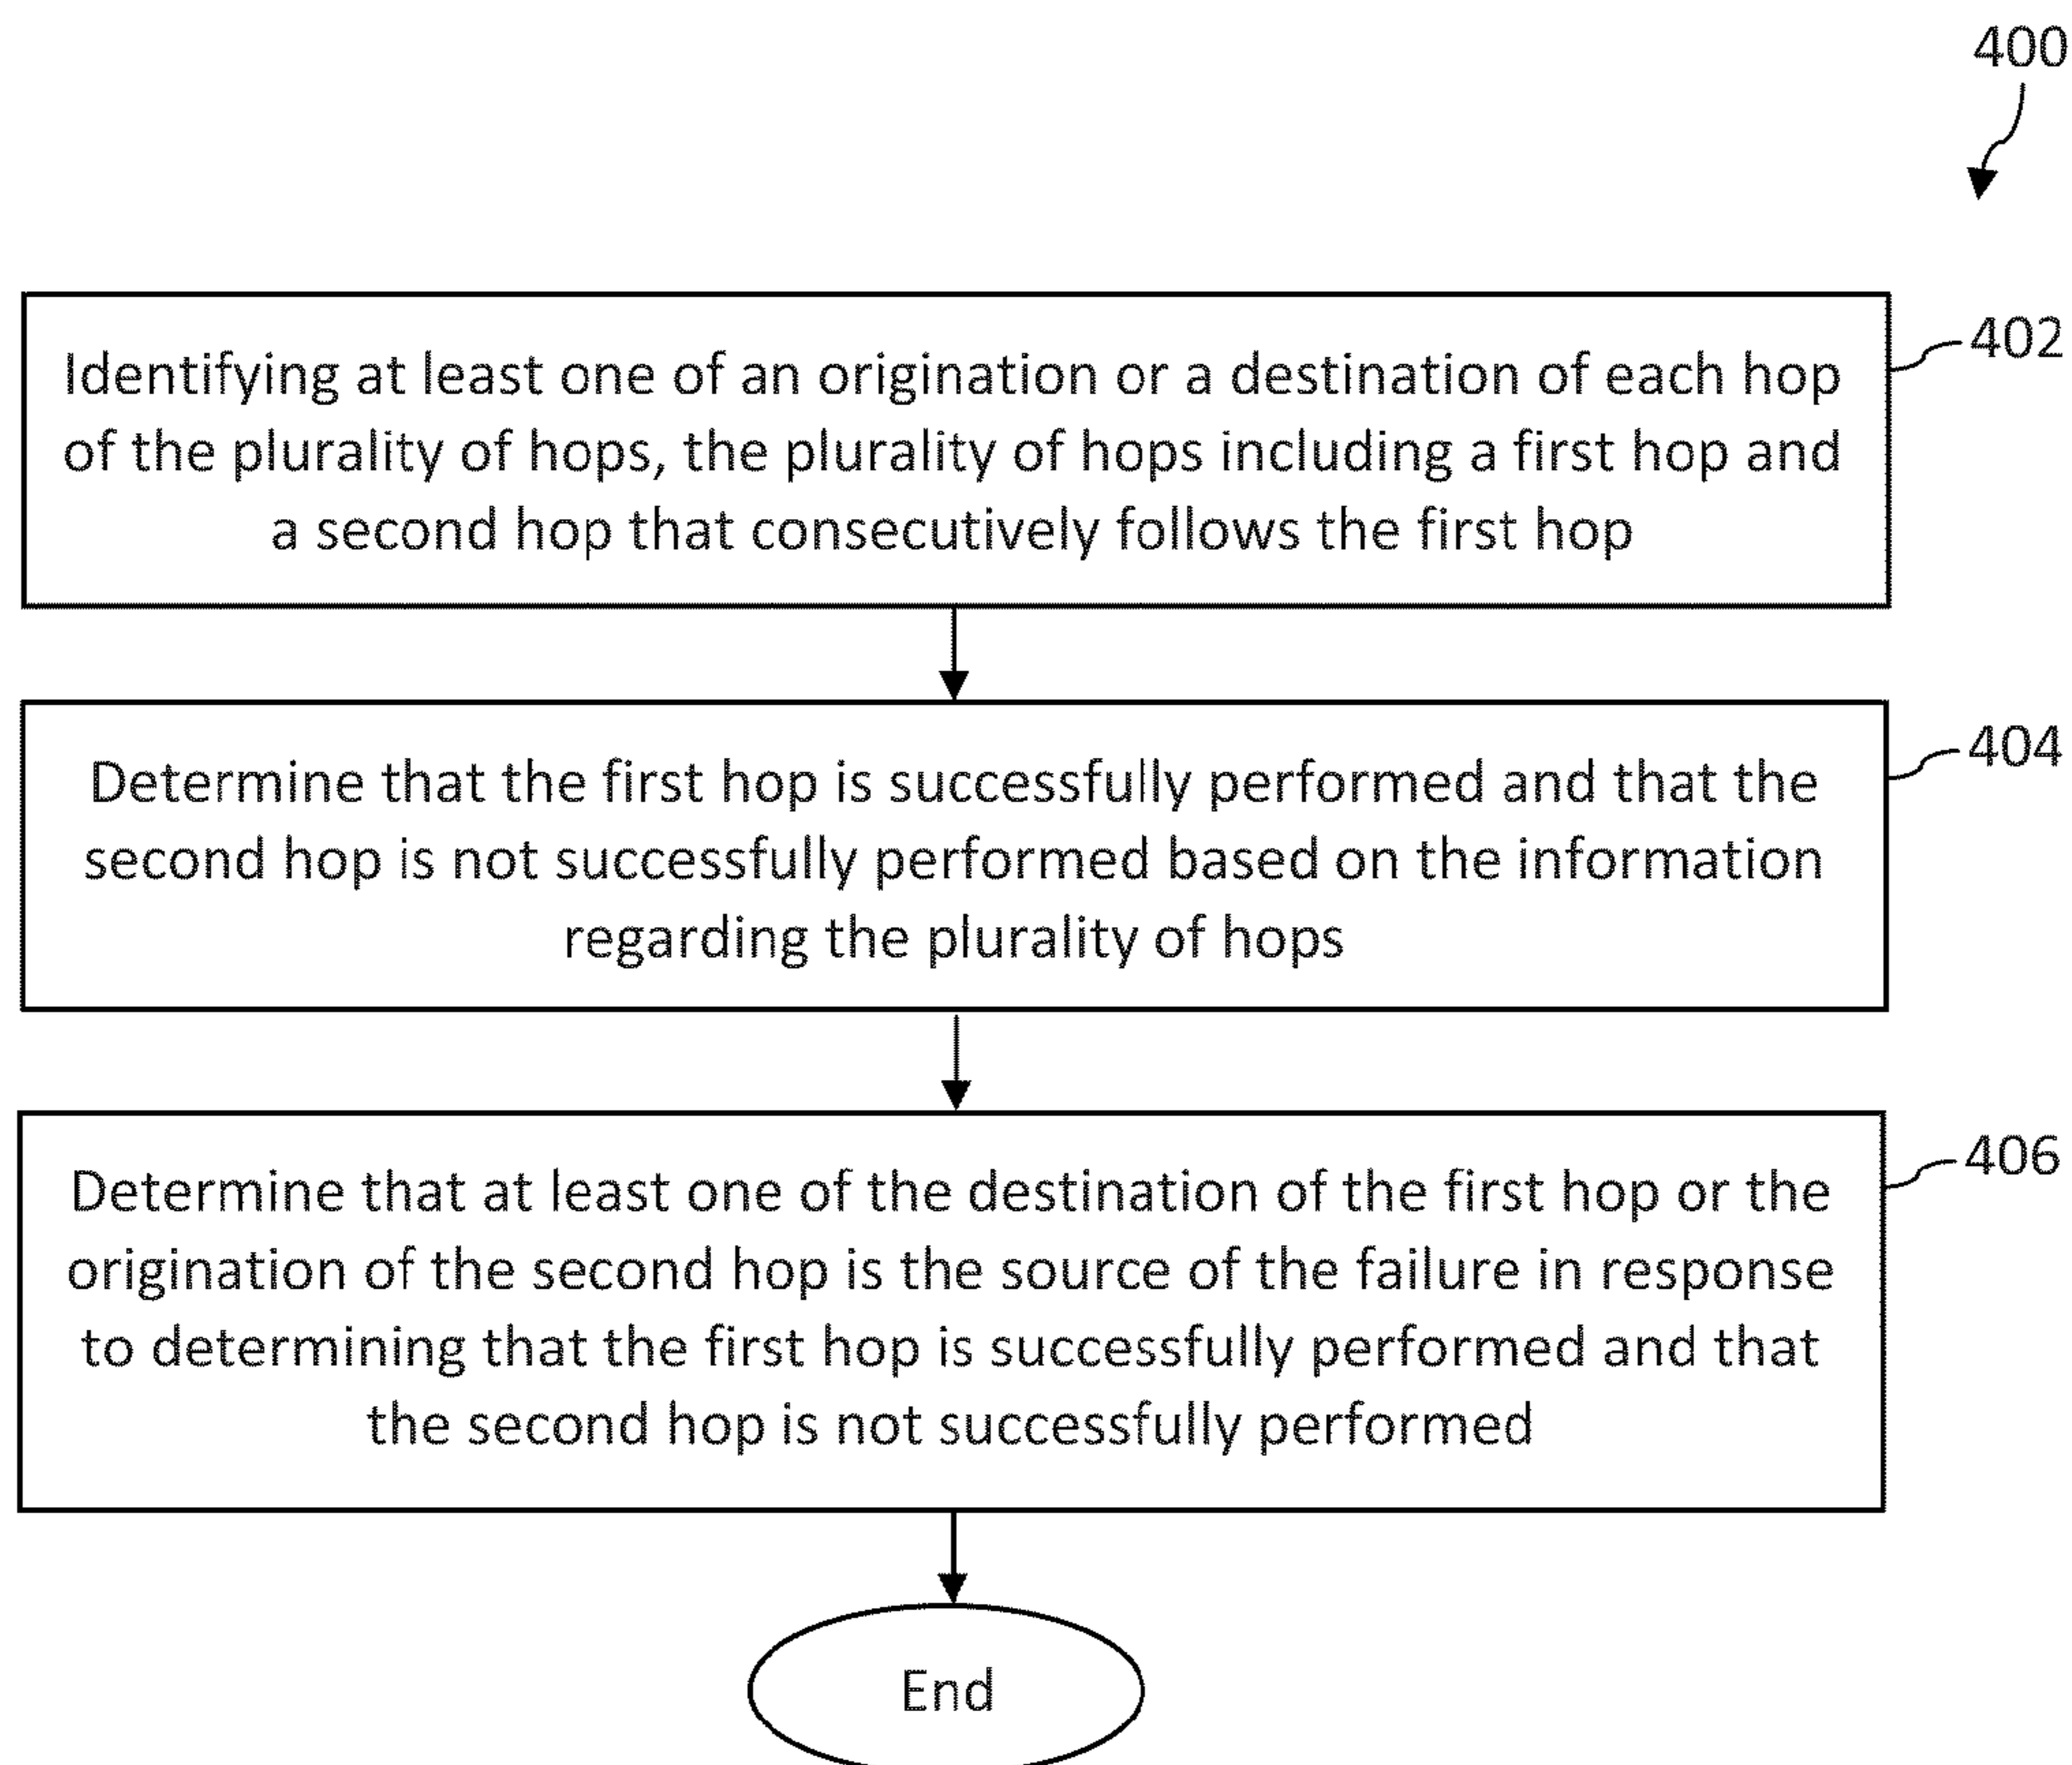 400
Identifying at least one of an origination or a destination of each hop
of the plurality of hops, the plurality of hops including a first hop and
a second hop that consecutively follows the first hop
402
Determine that the first hop is successfully performed and that the
second hop is not successfully performed based on the information
regarding the plurality of hops
404
Determine that at least one of the destination of the first hop or the
origination of the second hop is the source of the failure in response
to determining that the first hop is successfully performed and that
the second hop is not successfully performed
406
End